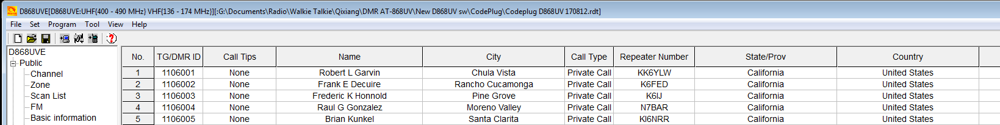 D868UVE[D868UVE:UHF{400 - 490 MHz} VHF{136 - 174 MHz}][:G:\Documents\Radio\Walkie Talkie\Qixiang\DMR AT-868UV\New D868UV sw\CodePlug\Codeplug D868UV 170812.rdt]
File Set Program Tool View Help
D868UVE
Public
Channel
Zone
Scan List
FM
Basic information
No. TG/DMR ID Call Tips Name City Call Type Repeater Number State/Prov Country
1 1106001 None Robert L Garvin Chula Vista Private Call KK6YLW California United States
2 1106002 None Frank E Decuire Rancho Cucamonga Private Call K6FED California United States
3 1106003 None Frederic K Honnold Pine Grove Private Call K6IJ California United States
4 1106004 None Raul G Gonzalez Moreno Valley Private Call N7BAR California United States
5 1106005 None Brian Kunkel Santa Clarita Private Call KI6NRR California United States